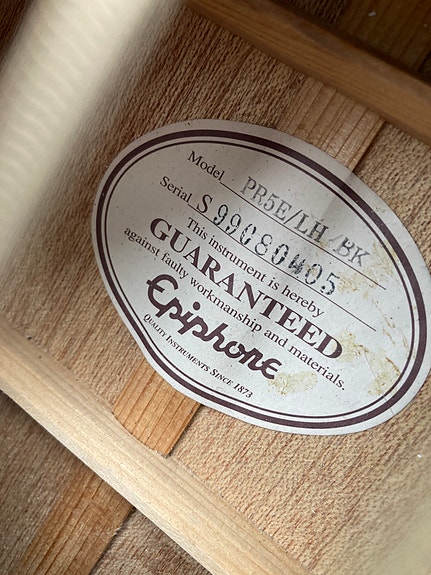 Model PR5E/LH/BK
Serial S99080405
This instrument is hereby
GUARANTEED
against faulty workmanship and materials.
Epiphone
QUALITY INSTRUMENTS SINCE 1873